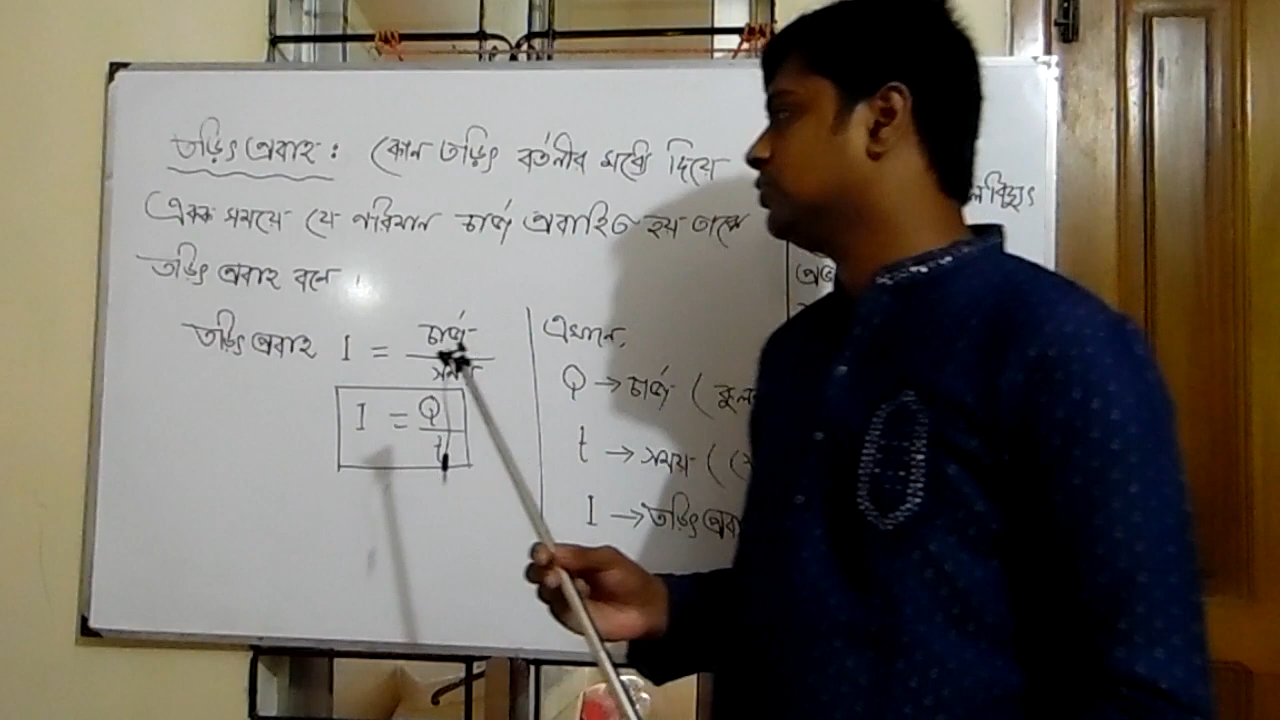 তড়িৎ প্রবাহ : কোন তড়িৎ বর্তনীর মধ্যে দিয়ে
একক সময়ে যে পরিমান চার্জ প্রবাহিত হয় তাকে
তড়িৎ প্রবাহ বলে ।
তড়িৎ প্রবাহ I = চার্জ / সময়
I = Q / t
এখানে,
Q → চার্জ (
t → সময় (
I → তড়িৎ